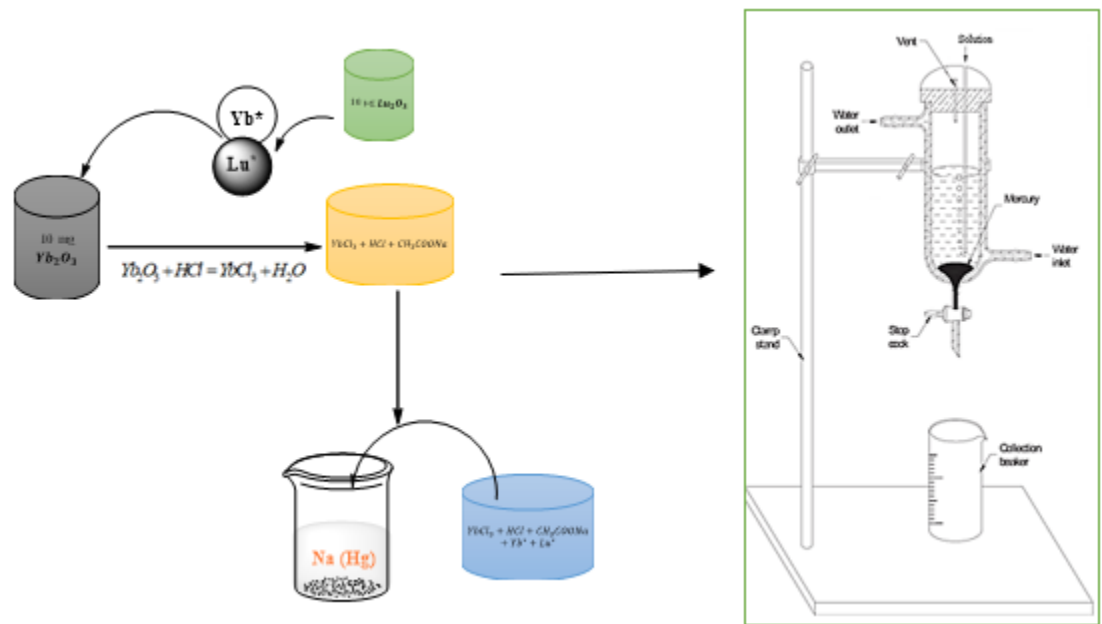 Yb*
Lu*
Lu₂O₃
10 mg
Yb₂O₃
Yb₂O₃+HCl=YbCl₃+H₂O
YbCl₃ + HCl + CH₃COONa
Na (Hg)
YbCl₃ + HCl + CH₃COONa
+ Yb* + Lu*
Vent
Solution
Water
outlet
Mercury
Water
inlet
Stop
cock
Clamp
stand
Collection
beaker